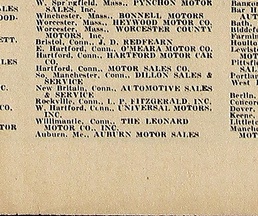 W. Springfield, Mass., PYNCHON MOTOR
SALES, Inc.
Winchester, Mass., BONNELL MOTORS
Worcester, Mass., HEYWOOD MOTOR CO.
Worcester, Mass., WORCESTER COUNTY
MOTORS, Inc.
Bristol, Conn., J. D. REDFEARN
E. Hartford, Conn., O'MEARA MOTOR CO.
Hartford, Conn., HARTFORD MOTOR CAR
CO.
Hartford, Conn., MOTOR SALES CO.
So. Manchester, Conn., DILLON SALES &
SERVICE
New Britain, Conn., AUTOMOTIVE SALES
& SERVICE
Rockville, Conn., L. P. FITZGERALD, INC.
W. Hartford, Conn., UNIVERSAL MOTORS,
INC.
Willimantic, Conn., THE LEONARD
MOTOR CO., INC.
Auburn, Me., AUBURN MOTOR SALES